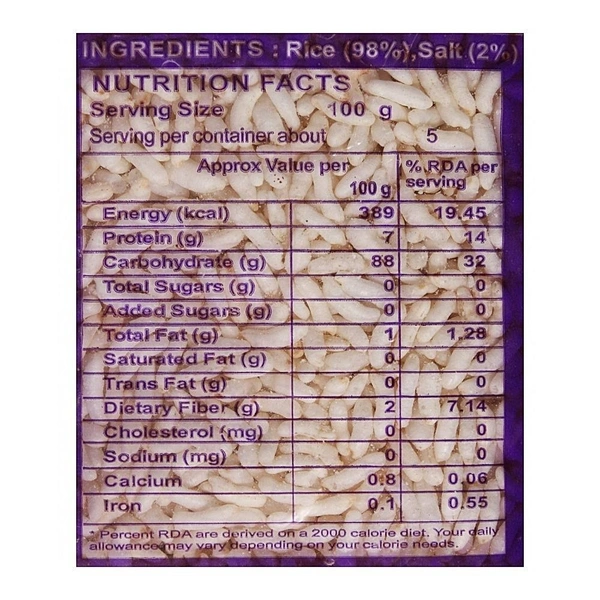 INGREDIENTS : Rice (98%),Salt (2%)
NUTRITION FACTS
Serving Size 100 g
Serving per container about 5
Approx Value per 100 g % RDA per serving
Energy (kcal) 389 19.45
Protein (g) 7 14
Carbohydrate (g) 88 32
Total Sugars (g) 0 0
Added Sugars (g) 0 0
Total Fat (g) 1 1.28
Saturated Fat (g) 0 0
Trans Fat (g) 0 0
Dietary Fiber (g) 2 7.14
Cholesterol (mg) 0 0
Sodium (mg) 0 0
Calcium 0.8 0.06
Iron 0.1 0.55
* Percent RDA are derived on a 2000 calorie diet. Your daily
allowance may vary depending on your calorie needs.